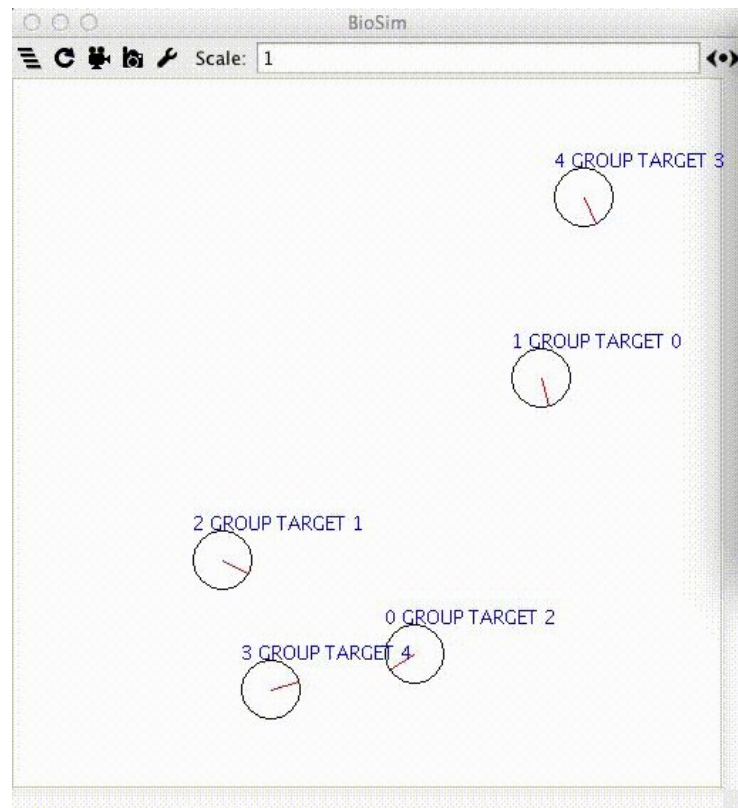 BioSim
Scale: 1
4 GROUP TARGET 3
1 GROUP TARGET 0
2 GROUP TARGET 1
0 GROUP TARGET 2
3 GROUP TARGET 4